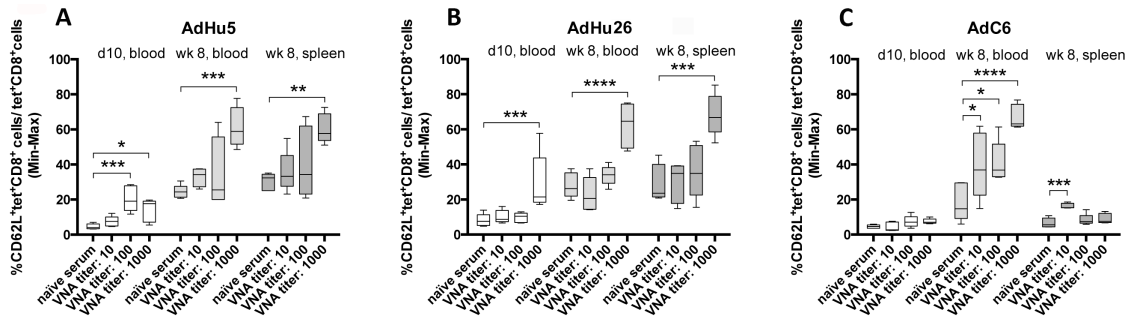 A
AdHu5
%CD62L⁺tet⁺CD8⁺ cells/ tet⁺CD8⁺cells
(Min-Max)
d10, blood wk 8, blood wk 8, spleen
100
80
60
40
20
0
*
***
***
**
naïve serum
VNA titer: 10
VNA titer: 100
VNA titer: 1000
naïve serum
VNA titer: 10
VNA titer: 100
VNA titer: 1000
naïve serum
VNA titer: 10
VNA titer: 100
VNA titer: 1000
B
AdHu26
%CD62L⁺tet⁺CD8⁺ cells/ tet⁺CD8⁺cells
(Min-Max)
d10, blood wk 8, blood wk 8, spleen
100
80
60
40
20
0
***
****
***
naïve serum
VNA titer: 10
VNA titer: 100
VNA titer: 1000
naïve serum
VNA titer: 10
VNA titer: 100
VNA titer: 1000
naïve serum
VNA titer: 10
VNA titer: 100
VNA titer: 1000
C
AdC6
%CD62L⁺tet⁺CD8⁺ cells/ tet⁺CD8⁺cells
(Min-Max)
d10, blood wk 8, blood wk 8, spleen
100
80
60
40
20
0
****
*
*
***
naïve serum
VNA titer: 10
VNA titer: 100
VNA titer: 1000
naïve serum
VNA titer: 10
VNA titer: 100
VNA titer: 1000
naïve serum
VNA titer: 10
VNA titer: 100
VNA titer: 1000